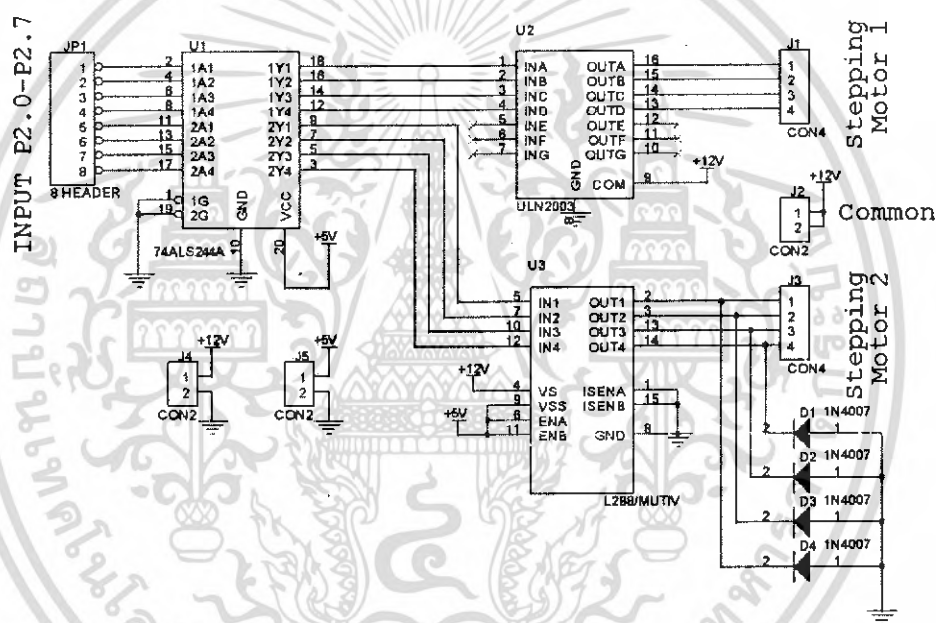 INPUT P2.0-P2.7
JP1
1
2
3
4
5
6
7
8
8 HEADER
U1
2 1A1 1Y1 18
4 1A2 1Y2 16
6 1A3 1Y3 14
8 1A4 1Y4 12
11 2A1 2Y1 9
13 2A2 2Y2 7
15 2A3 2Y3 5
17 2A4 2Y4 3
1 1G
19 2G
GND
VCC
10
20
74ALS244A
+5V
U2
1 INA OUTA 16
2 INB OUTB 15
3 INC OUTC 14
4 IND OUTD 13
5 INE OUTE 12
6 INF OUTF 11
7 ING OUTG 10
GND
COM 9
8
ULN2003
+12V
J1
1
2
3
4
CON4
Stepping
Motor 1
+12V
J2
1
2
CON2
Common
U3
5 IN1 OUT1 2
7 IN2 OUT2 3
10 IN3 OUT3 13
12 IN4 OUT4 14
+12V
4 VS ISENA 1
9 VSS ISENB 15
+5V
6 ENA
11 ENB GND 8
L298/MUTIV
J3
1
2
3
4
CON4
Stepping
Motor 2
J4
+12V
1
2
CON2
J5
+5V
1
2
CON2
D1 1N4007
2 1
D2 1N4007
2 1
D3 1N4007
2 1
D4 1N4007
2 1